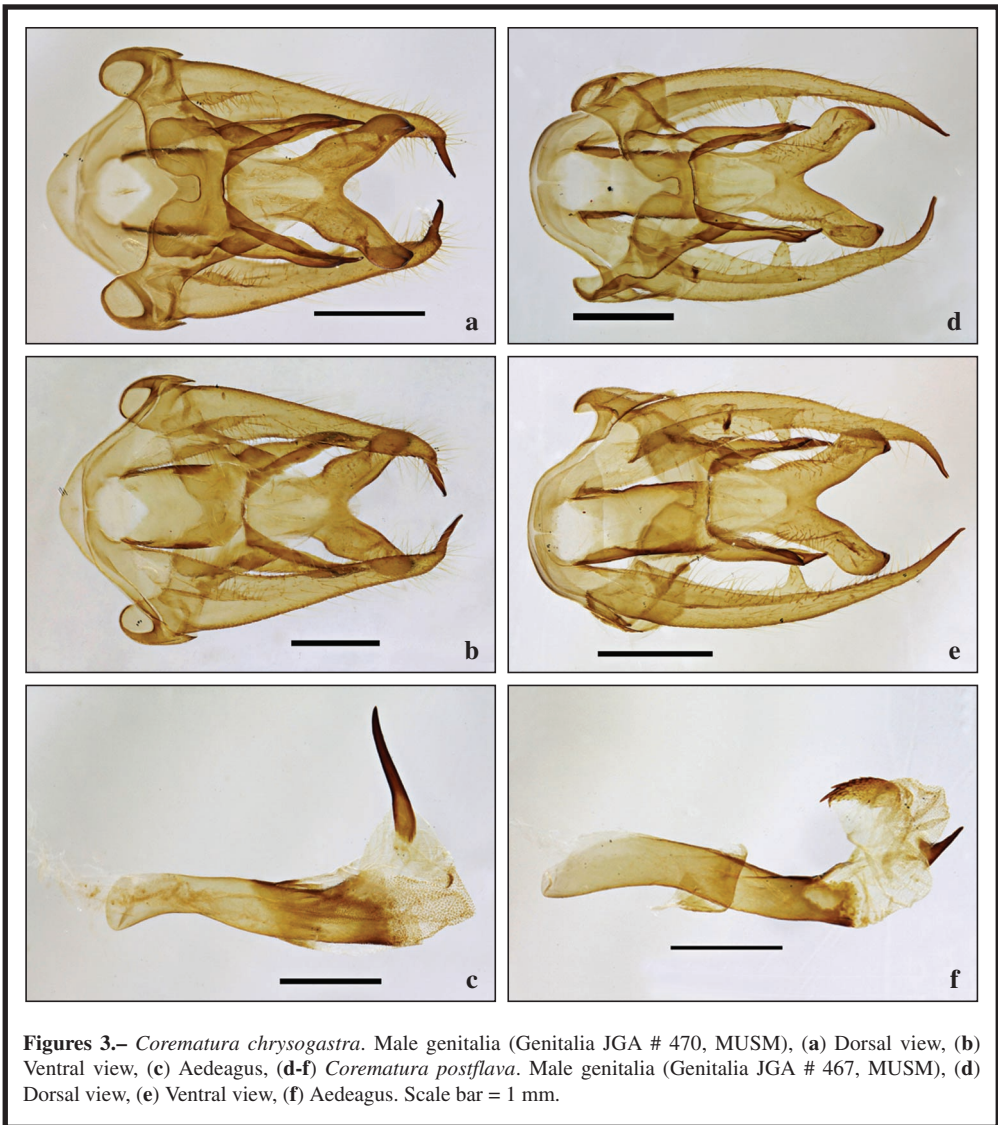 a
d
b
e
c
f
Figures 3.– Corematura chrysogastra. Male genitalia (Genitalia JGA # 470, MUSM), (a) Dorsal view, (b)
Ventral view, (c) Aedeagus, (d-f) Corematura postflava. Male genitalia (Genitalia JGA # 467, MUSM), (d)
Dorsal view, (e) Ventral view, (f) Aedeagus. Scale bar = 1 mm.